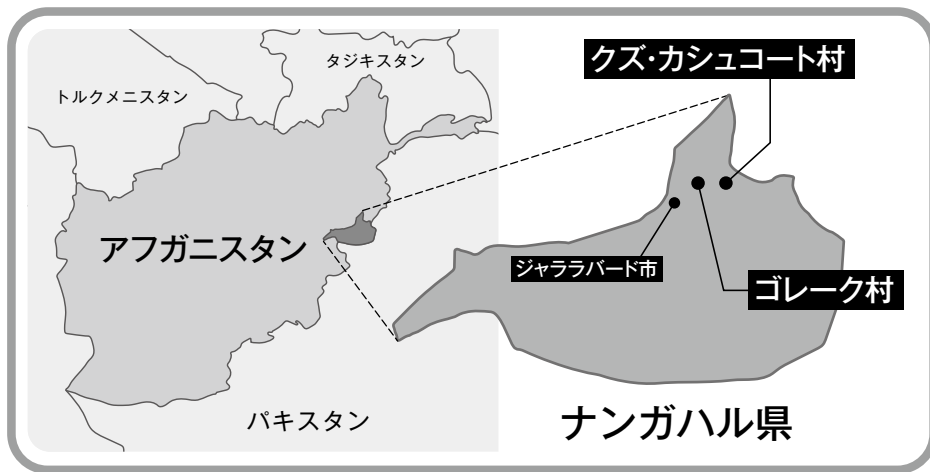 クズ・カシュコート村
タジキスタン
トルクメニスタン
アフガニスタン
ジャララバード市
ゴレーク村
パキスタン
ナンガハル県